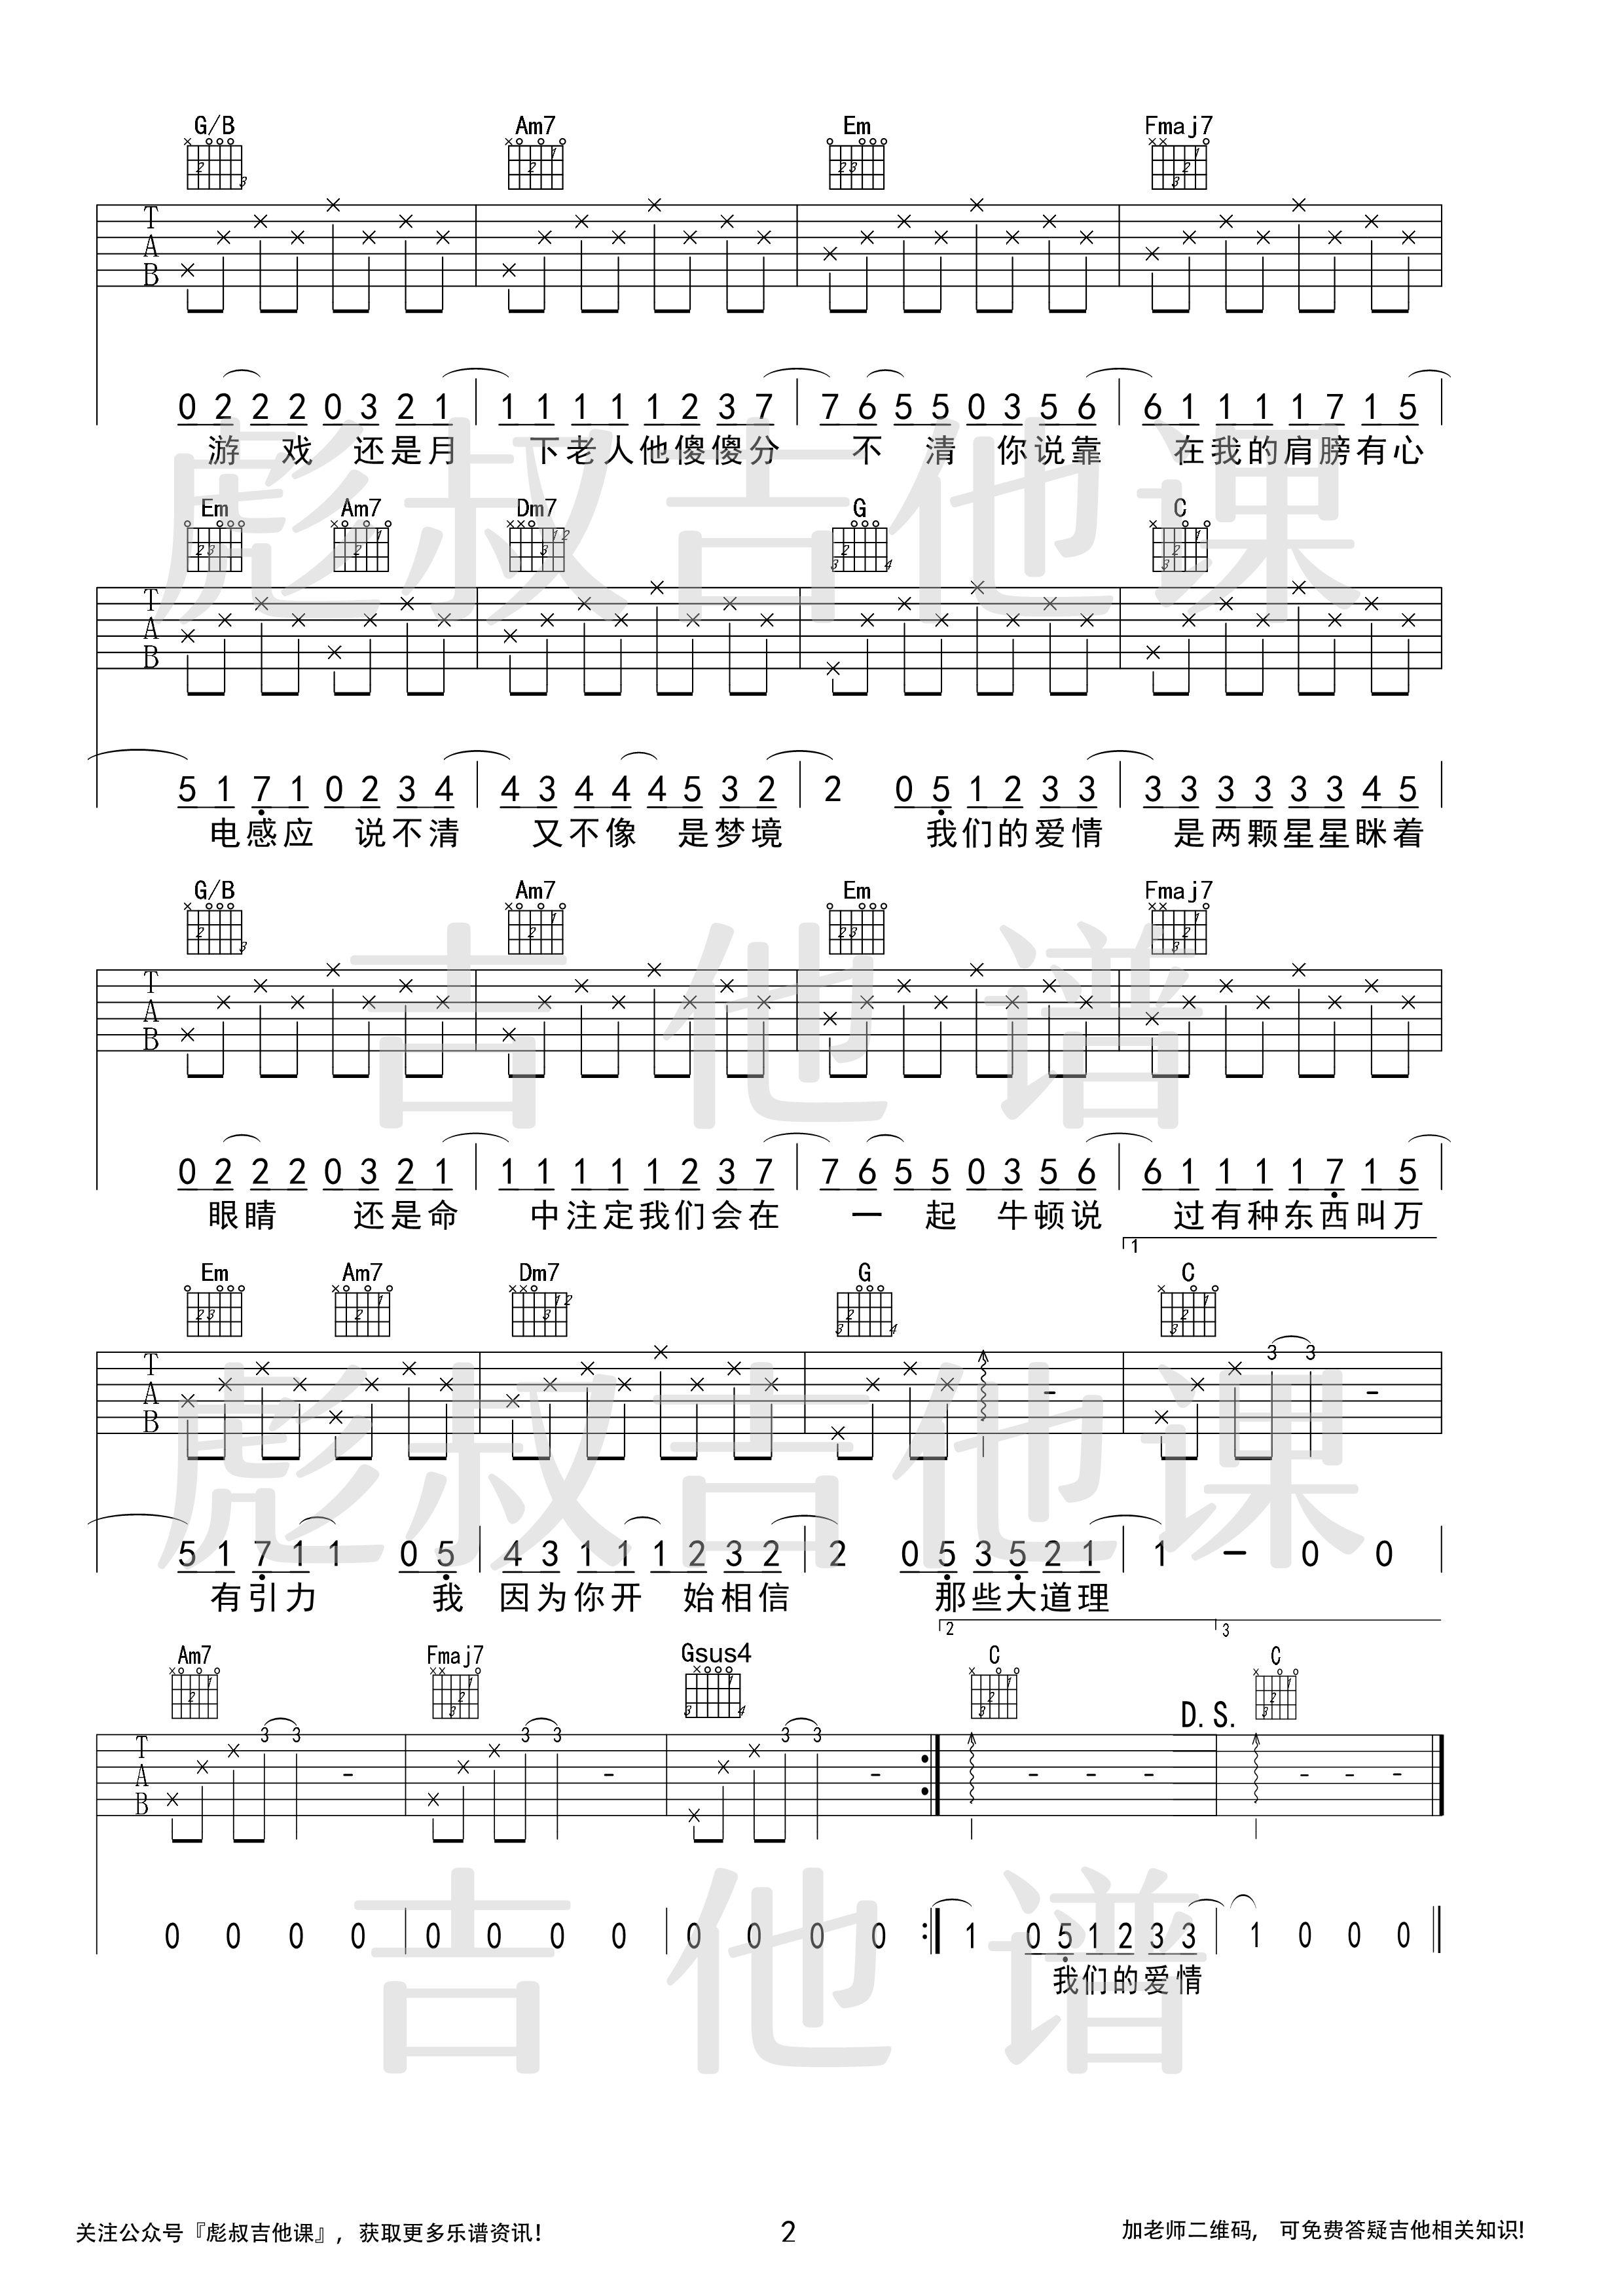 G/B Am7 Em Fmaj7
T
A
B
0 2 2 2 0 3 2 1 | 1 1 1 1 1 2 3 7 | 7 6 5 5 0 3 5 6 | 6 1 1 1 1 7 1 5 |
游 戏 还是月 下老人他傻傻分 不 清 你说靠 在我的肩膀有心
彪叔吉他课
Em Am7 Dm7 G C
T
A
B
5 1 7 1 0 2 3 4 | 4 3 4 4 4 5 3 2 | 2 0 5 1 2 3 3 | 3 3 3 3 3 3 4 5 |
电感应 说不清 又不像 是梦境 我们的爱情 是两颗星星眯着
G/B Am7 Em Fmaj7
吉他谱
T
A
B
0 2 2 2 0 3 2 1 | 1 1 1 1 1 2 3 7 | 7 6 5 5 0 3 5 6 | 6 1 1 1 1 7 1 5 |
眼睛 还是命 中注定我们会在 一 起 牛顿说 过有种东西叫万
1
Em Am7 Dm7 G C
T
A
B
3 3
彪叔吉他课
5 1 7 1 1 0 5 | 4 3 1 1 1 2 3 2 | 2 0 5 3 5 2 1 | 1 - 0 0 |
有引力 我 因为你开 始相信 那些大道理
2 3
Am7 Fmaj7 Gsus4 C D.S. C
T
A
B
3 3 3 3 3 3
吉他谱
0 0 0 0 | 0 0 0 0 | 0 0 0 0 :| 1 0 5 1 2 3 3 | 1 0 0 0 ||
我们的爱情
关注公众号『彪叔吉他课』，获取更多乐谱资讯！
2
加老师二维码， 可免费答疑吉他相关知识!